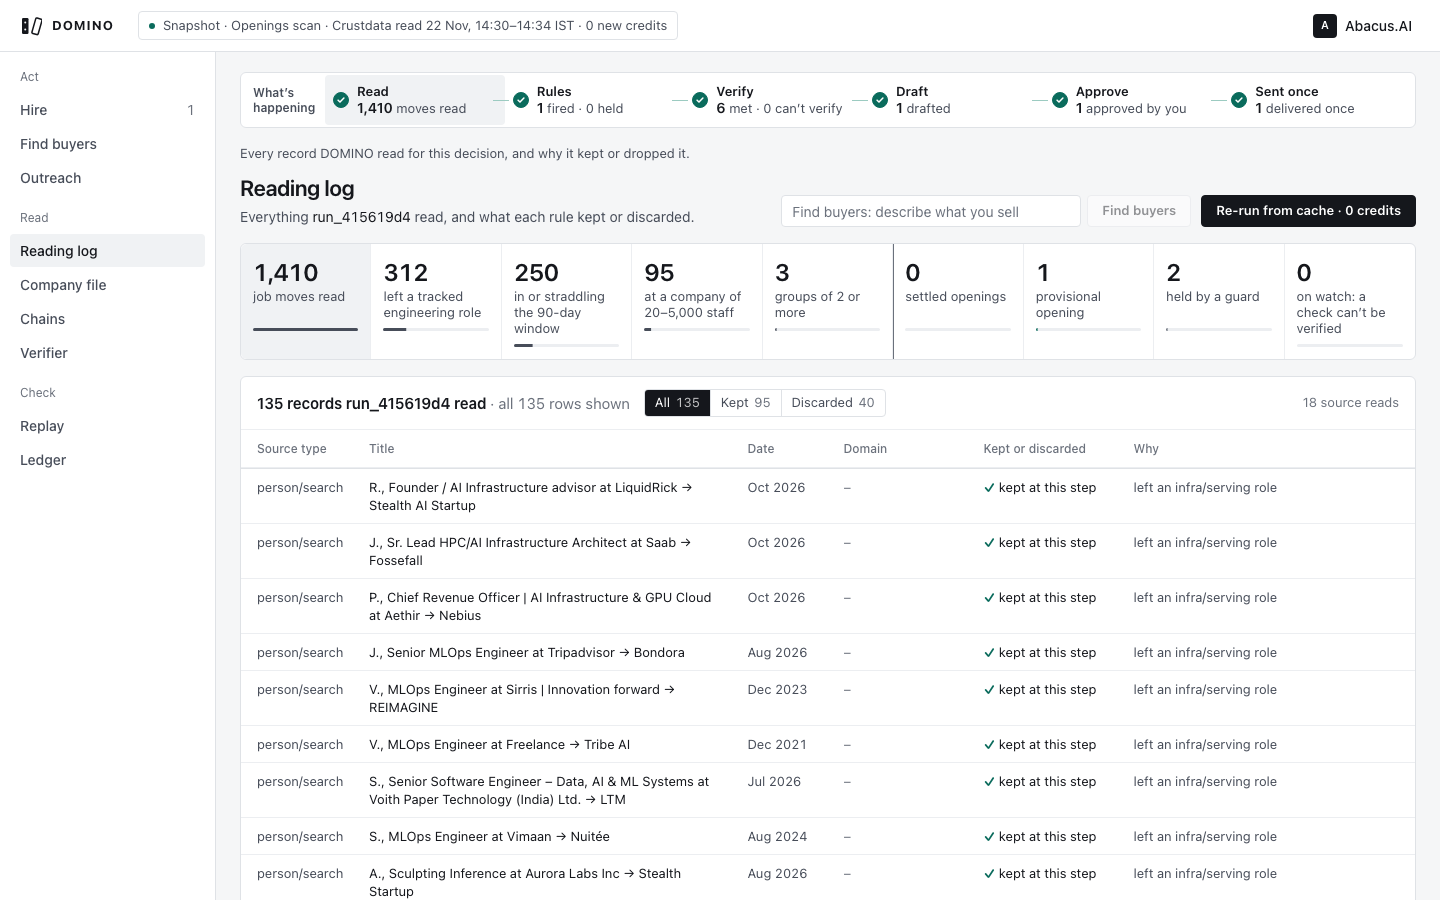 DOMINO
Snapshot · Openings scan · Crustdata read 22 Nov, 14:30–14:34 IST · 0 new credits
A
Abacus.AI
Act
Hire 1
Find buyers
Outreach
Read
Reading log
Company file
Chains
Verifier
Check
Replay
Ledger
What’s
happening
Read
1,410 moves read
Rules
1 fired · 0 held
Verify
6 met · 0 can’t verify
Draft
1 drafted
Approve
1 approved by you
Sent once
1 delivered once
Every record DOMINO read for this decision, and why it kept or dropped it.
Reading log
Everything run_415619d4 read, and what each rule kept or discarded.
Find buyers: describe what you sell
Find buyers
Re-run from cache · 0 credits
1,410
job moves read
312
left a tracked
engineering role
250
in or straddling
the 90-day
window
95
at a company of
20–5,000 staff
3
groups of 2 or
more
0
settled openings
1
provisional
opening
2
held by a guard
0
on watch: a
check can’t be
verified
135 records run_415619d4 read · all 135 rows shown
All 135
Kept 95
Discarded 40
18 source reads
Source type Title Date Domain Kept or discarded Why
person/search R., Founder / AI Infrastructure advisor at LiquidRick → Oct 2026 – ✓ kept at this step left an infra/serving role
Stealth AI Startup
person/search J., Sr. Lead HPC/AI Infrastructure Architect at Saab → Oct 2026 – ✓ kept at this step left an infra/serving role
Fossefall
person/search P., Chief Revenue Officer | AI Infrastructure & GPU Cloud Oct 2026 – ✓ kept at this step left an infra/serving role
at Aethir → Nebius
person/search J., Senior MLOps Engineer at Tripadvisor → Bondora Aug 2026 – ✓ kept at this step left an infra/serving role
person/search V., MLOps Engineer at Sirris | Innovation forward → Dec 2023 – ✓ kept at this step left an infra/serving role
REIMAGINE
person/search V., MLOps Engineer at Freelance → Tribe AI Dec 2021 – ✓ kept at this step left an infra/serving role
person/search S., Senior Software Engineer – Data, AI & ML Systems at Jul 2026 – ✓ kept at this step left an infra/serving role
Voith Paper Technology (India) Ltd. → LTM
person/search S., MLOps Engineer at Vimaan → Nuitée Aug 2024 – ✓ kept at this step left an infra/serving role
person/search A., Sculpting Inference at Aurora Labs Inc → Stealth Aug 2026 – ✓ kept at this step left an infra/serving role
Startup